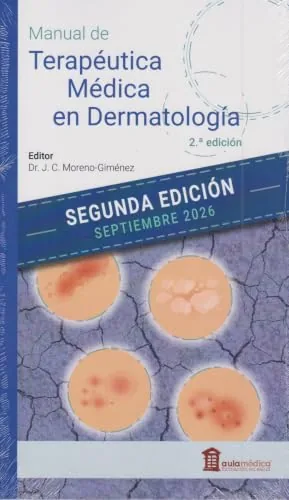 Manual de
Terapéutica
Médica
en Dermatología
2.ª edición
Editor
Dr. J. C. Moreno-Giménez
SEGUNDA EDICIÓN
SEPTIEMBRE 2026
aulamédica